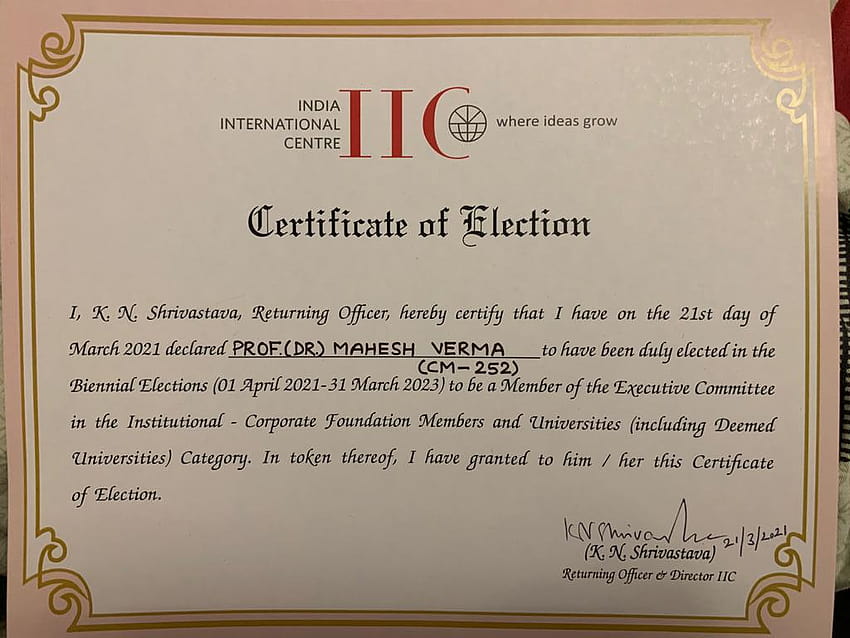 INDIA
INTERNATIONAL
CENTRE
IIC
where ideas grow
Certificate of Election
I, K. N. Shrivastava, Returning Officer, hereby certify that I have on the 21st day of
March 2021 declared PROF.(DR.) MAHESH VERMA to have been duly elected in the
(CM-252)
Biennial Elections (01 April 2021-31 March 2023) to be a Member of the Executive Committee
in the Institutional - Corporate Foundation Members and Universities (including Deemed
Universities) Category. In token thereof, I have granted to him / her this Certificate
of Election.
KNShrivastava 21/3/2021
(K. N. Shrivastava)
Returning Officer & Director IIC